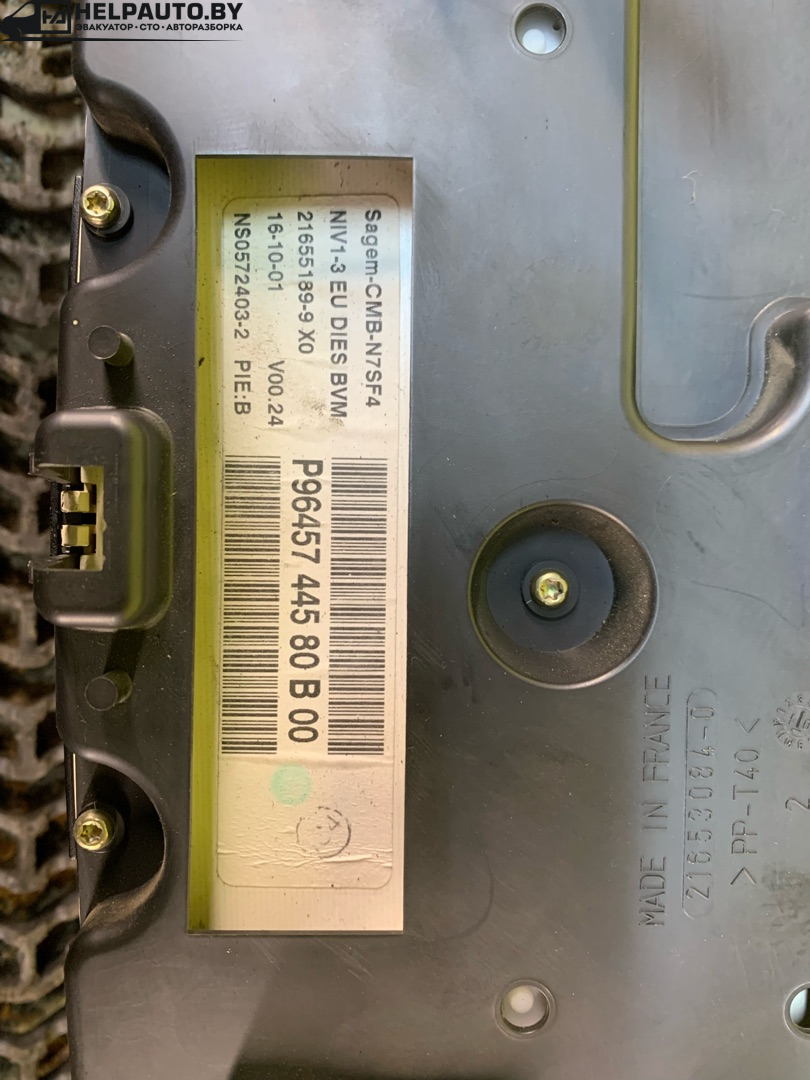 HELPAUTO.BY
ЭВАКУАТОР • СТО • АВТОРАЗБОРКА
Sagem-CMB-N7SF4
NIV1-3 EU DIES BVM
21655189-9 X0
16-10-01 V00.24
NS0572403-2 PIE:B
P96457 445 80 B 00
MADE IN FRANCE
21653084-0
>PP-T40<
2